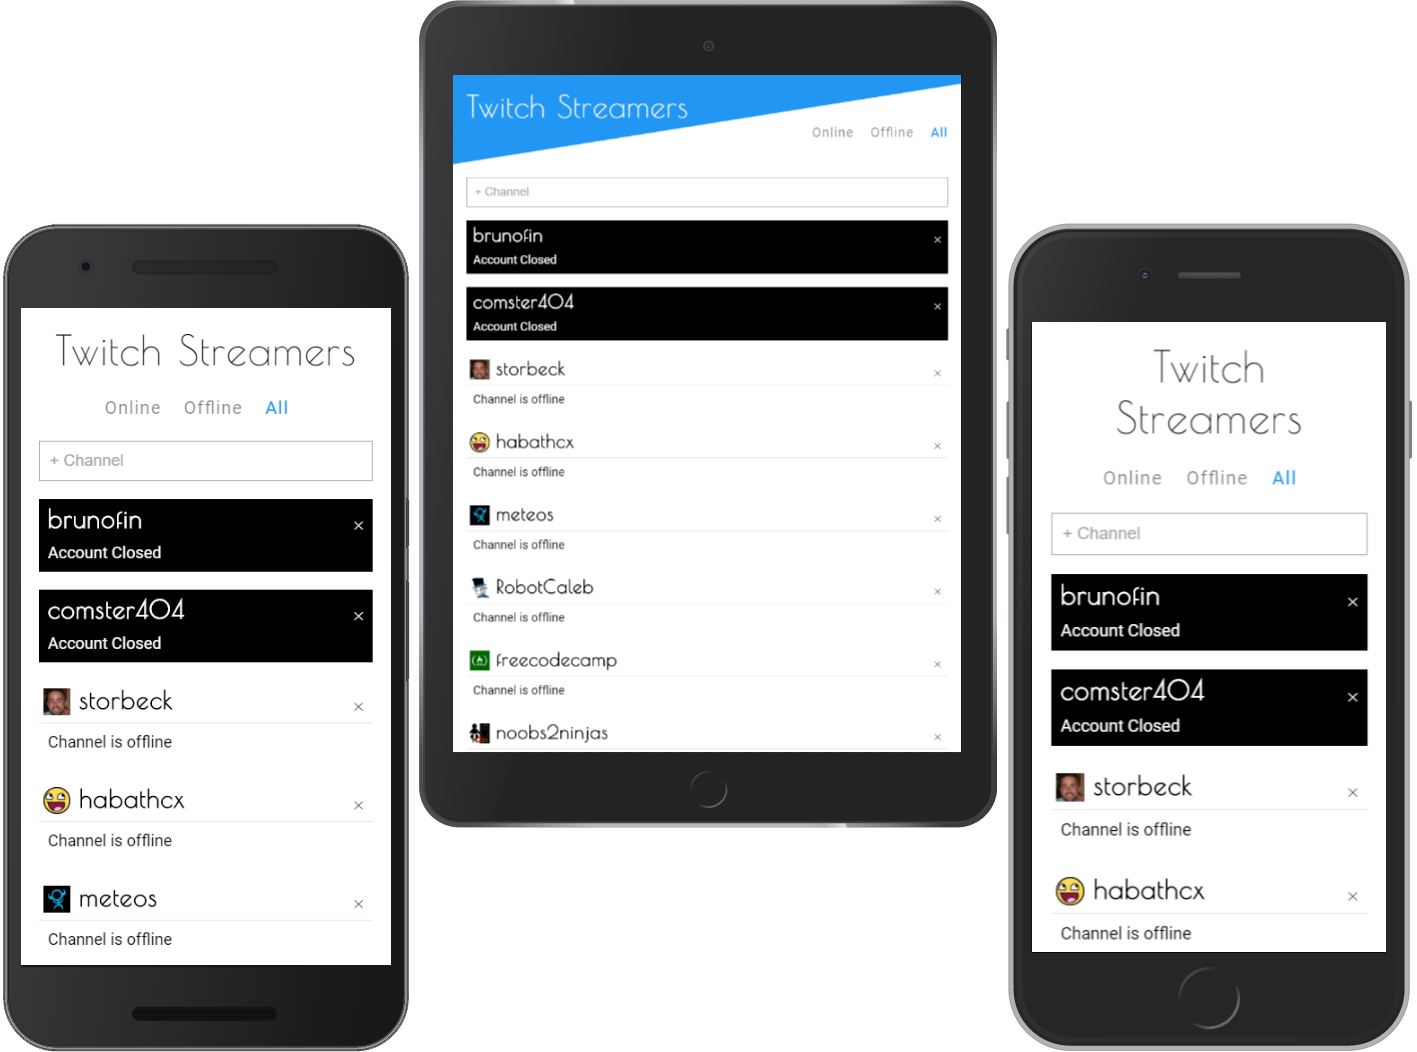 Twitch Streamers
Online Offline All
+ Channel
brunofin ×
Account Closed
comster404 ×
Account Closed
storbeck ×
Channel is offline
habathcx ×
Channel is offline
meteos ×
Channel is offline
Twitch Streamers
Online Offline All
+ Channel
brunofin ×
Account Closed
comster404 ×
Account Closed
storbeck ×
Channel is offline
habathcx ×
Channel is offline
meteos ×
Channel is offline
RobotCaleb ×
Channel is offline
freecodecamp ×
Channel is offline
noobs2ninjas ×
Twitch
Streamers
Online Offline All
+ Channel
brunofin ×
Account Closed
comster404 ×
Account Closed
storbeck ×
Channel is offline
habathcx ×
Channel is offline